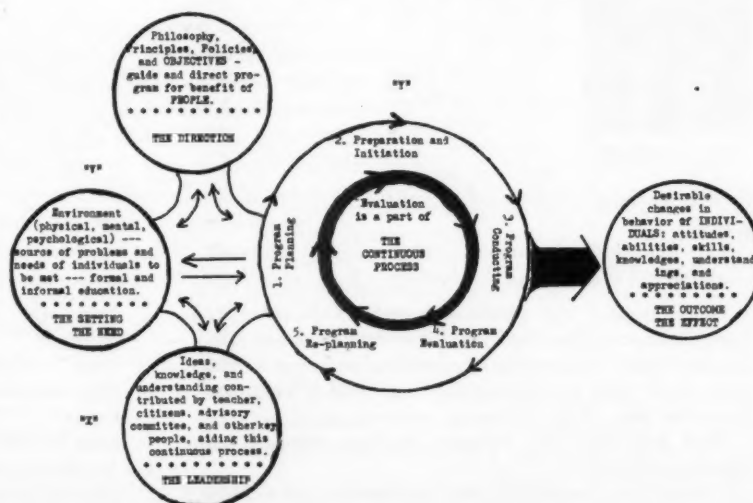 Philosophy,
Principles, Policies,
and OBJECTIVES -
guide and direct pro-
gram for benefit of
PEOPLE.
THE DIRECTION
"Y"
Environment
(physical, mental,
psychological) ---
source of problems and
needs of individuals to
be met --- formal and
informal education.
THE SETTING
THE NEED
"X"
Ideas,
knowledge, and
understanding con-
tributed by teacher,
citizens, advisory
committee, and otherkey
people, aiding this
continuous process.
THE LEADERSHIP
"Y"
1. Program
Planning
2. Preparation and
Initiation
3. Program
Conducting
4. Program
Evaluation
5. Program
Re-planning
Evaluation
is a part of
THE
CONTINUOUS
PROCESS
Desirable
changes in
behavior of INDIVI-
DUALS: attitudes,
abilities, skills,
knowledges, understand-
ings, and
appreciations.
THE OUTCOME
THE EFFECT